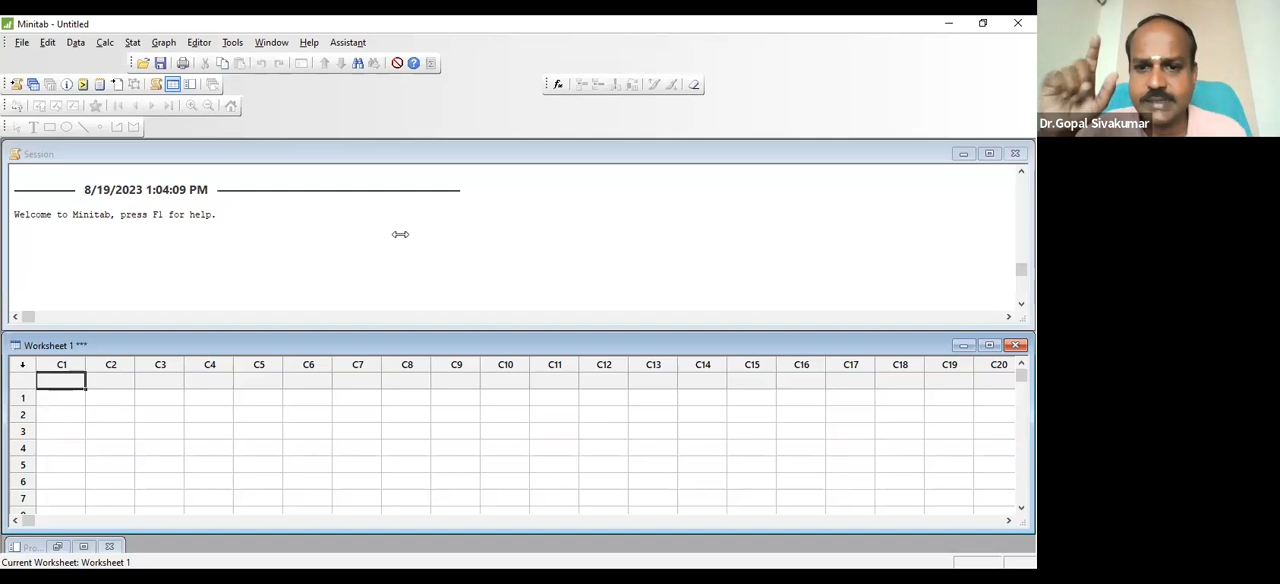 Minitab - Untitled
File Edit Data Calc Stat Graph Editor Tools Window Help Assistant
Dr.Gopal Sivakumar
Session
8/19/2023 1:04:09 PM
Welcome to Minitab, press F1 for help.
Worksheet 1 ***
C1 C2 C3 C4 C5 C6 C7 C8 C9 C10 C11 C12 C13 C14 C15 C16 C17 C18 C19 C20
1
2
3
4
5
6
7
Pro...
Current Worksheet: Worksheet 1